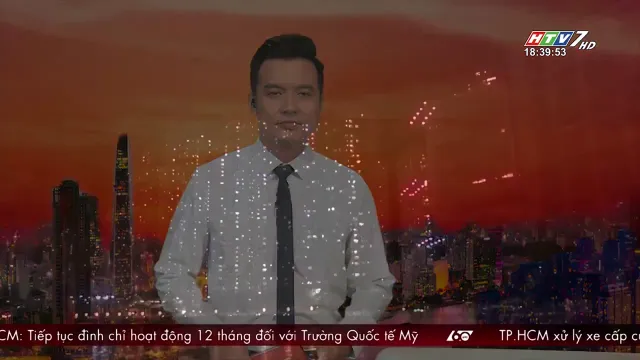 HTV7 HD
18:39:53
CM: Tiếp tục đình chỉ hoạt động 12 tháng đối với Trường Quốc tế Mỹ
TP.HCM xử lý xe cấp c